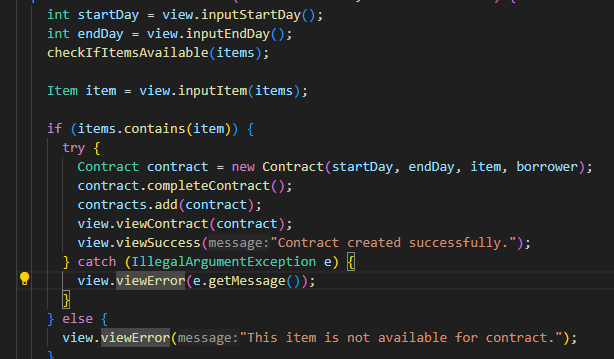 int startDay = view.inputStartDay();
int endDay = view.inputEndDay();
checkIfItemsAvailable(items);
Item item = view.inputItem(items);
if (items.contains(item)) {
try {
Contract contract = new Contract(startDay, endDay, item, borrower);
contract.completeContract();
contracts.add(contract);
view.viewContract(contract);
view.viewSuccess(message:"Contract created successfully.");
} catch (IllegalArgumentException e) {
view.viewError(e.getMessage());
}
} else {
view.viewError(message:"This item is not available for contract.");
}